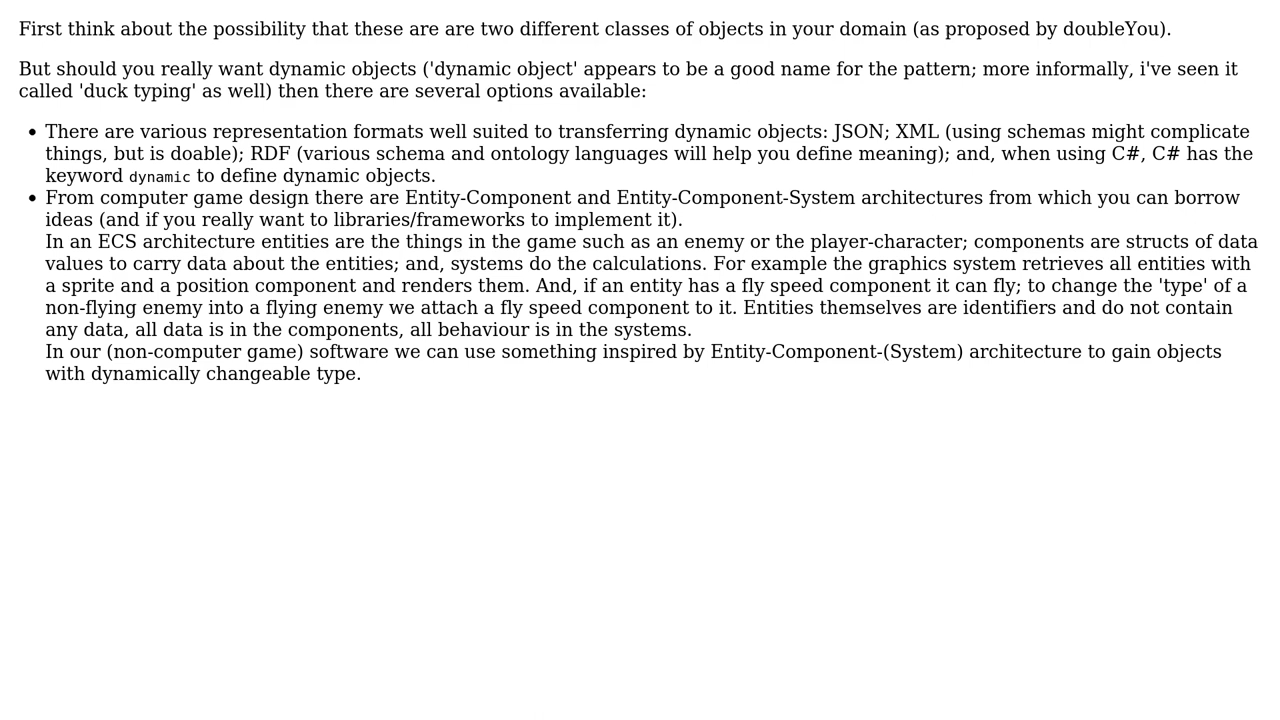 First think about the possibility that these are are two different classes of objects in your domain (as proposed by doubleYou).
But should you really want dynamic objects ('dynamic object' appears to be a good name for the pattern; more informally, i've seen it
called 'duck typing' as well) then there are several options available:
• There are various representation formats well suited to transferring dynamic objects: JSON; XML (using schemas might complicate
things, but is doable); RDF (various schema and ontology languages will help you define meaning); and, when using C#, C# has the
keyword dynamic to define dynamic objects.
• From computer game design there are Entity-Component and Entity-Component-System architectures from which you can borrow
ideas (and if you really want to libraries/frameworks to implement it).
In an ECS architecture entities are the things in the game such as an enemy or the player-character; components are structs of data
values to carry data about the entities; and, systems do the calculations. For example the graphics system retrieves all entities with
a sprite and a position component and renders them. And, if an entity has a fly speed component it can fly; to change the 'type' of a
non-flying enemy into a flying enemy we attach a fly speed component to it. Entities themselves are identifiers and do not contain
any data, all data is in the components, all behaviour is in the systems.
In our (non-computer game) software we can use something inspired by Entity-Component-(System) architecture to gain objects
with dynamically changeable type.